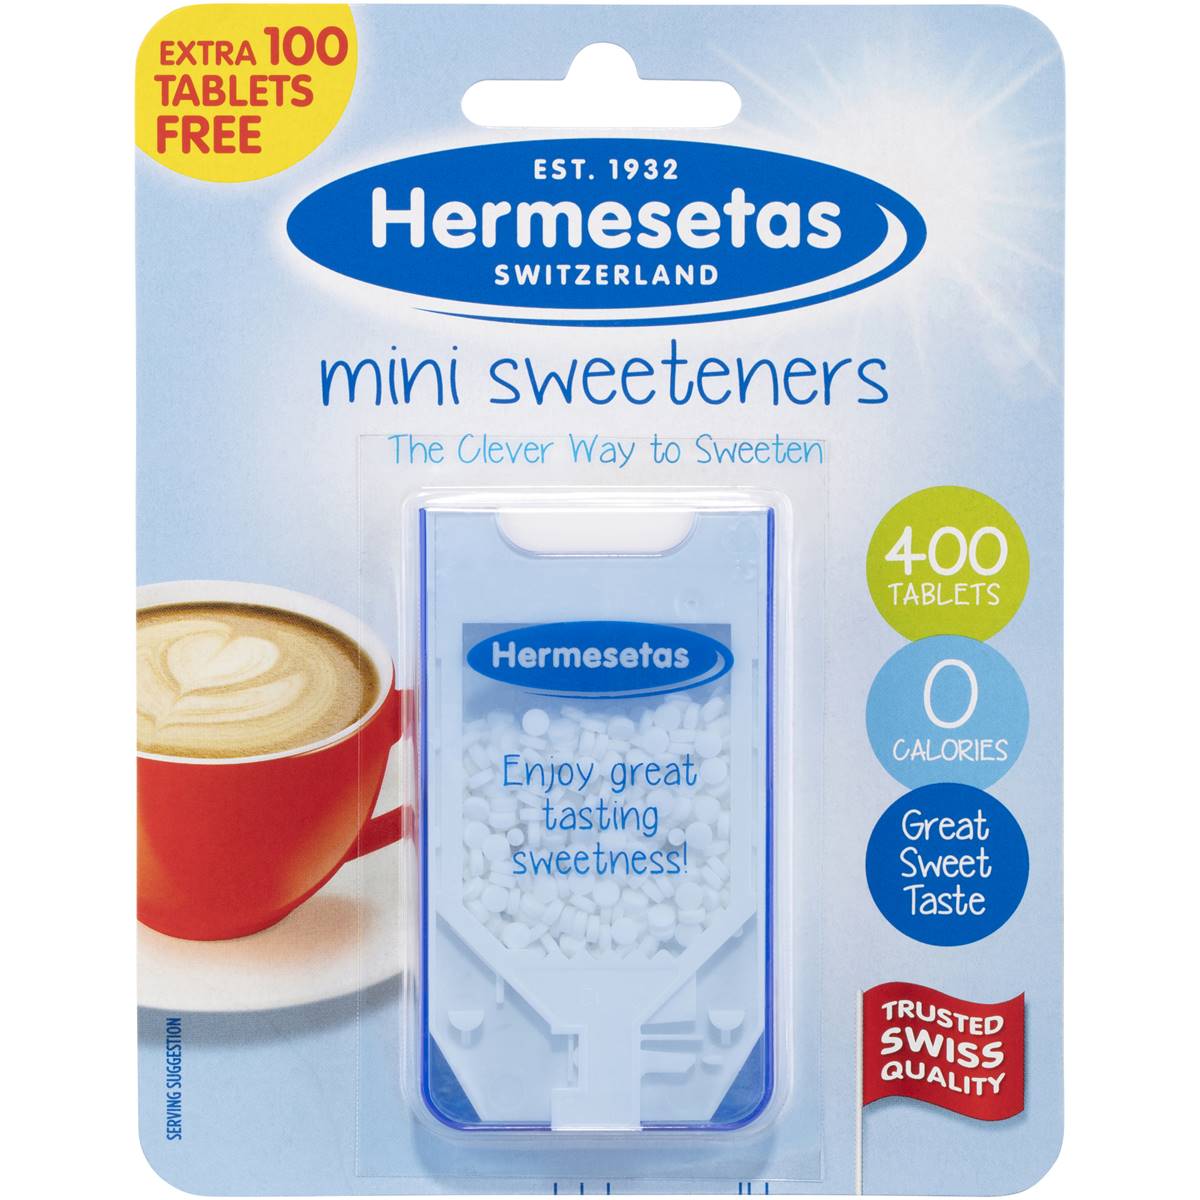 EXTRA 100
TABLETS
FREE
EST. 1932
Hermesetas
SWITZERLAND
mini sweeteners
The Clever Way to Sweeten
400
TABLETS
0
CALORIES
Great
Sweet
Taste
Hermesetas
Enjoy great
tasting
sweetness!
TRUSTED
SWISS
QUALITY
SERVING SUGGESTION